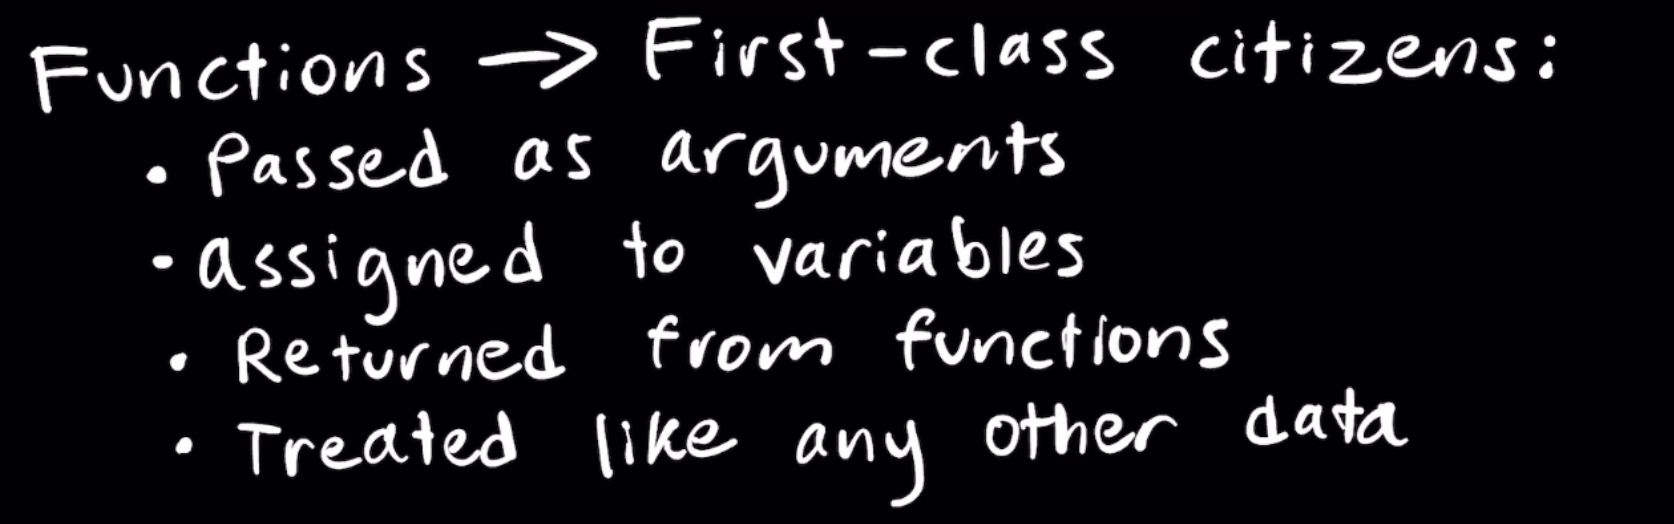 Functions → First-class citizens:
• Passed as arguments
• assigned to variables
• Returned from functions
• Treated like any other data